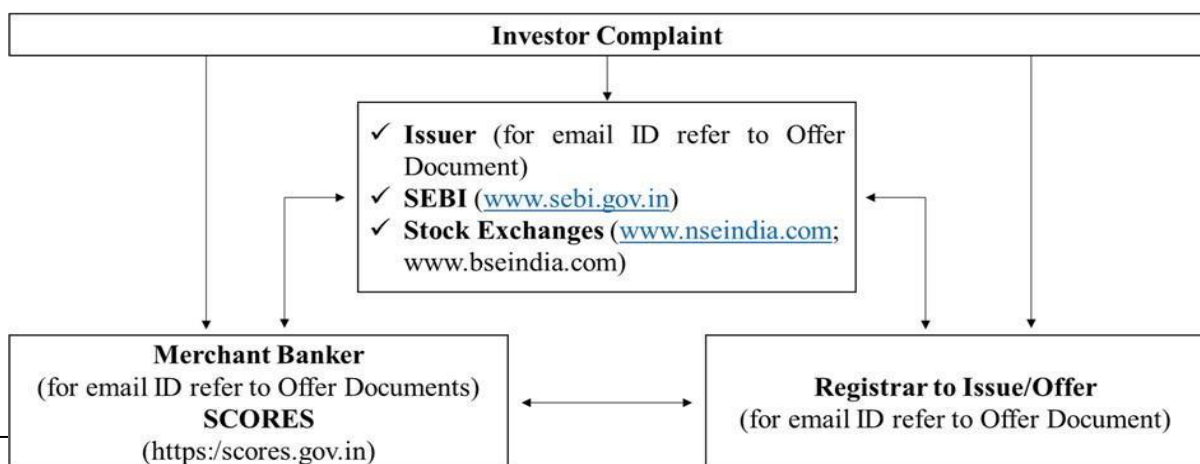 Investor Complaint
✓ Issuer (for email ID refer to Offer
Document)
✓ SEBI (www.sebi.gov.in)
✓ Stock Exchanges (www.nseindia.com;
www.bseindia.com)
Merchant Banker
(for email ID refer to Offer Documents)
SCORES
(https:/scores.gov.in)
Registrar to Issue/Offer
(for email ID refer to Offer Document)